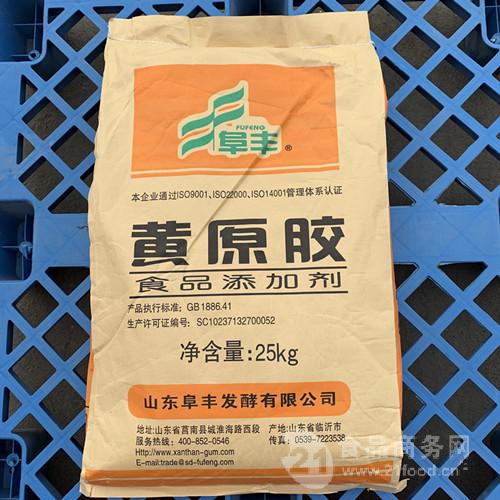 FUFENG
阜丰®
本企业通过ISO9001、ISO22000、ISO14001管理体系认证
黄原胶
食品添加剂
产品执行标准: GB 1886.41
生产许可证编号: SC10237132700052
净含量:25kg
山东阜丰发酵有限公司
地址:山东省莒南县城淮海路西段 产地:山东省临沂市
服务热线: 400-852-0546 传真: 0539-7223538
Http://www.xanthan-gum.com
E-mail:trade@sd-fufeng.com
21食品商务网
www.21food.cn